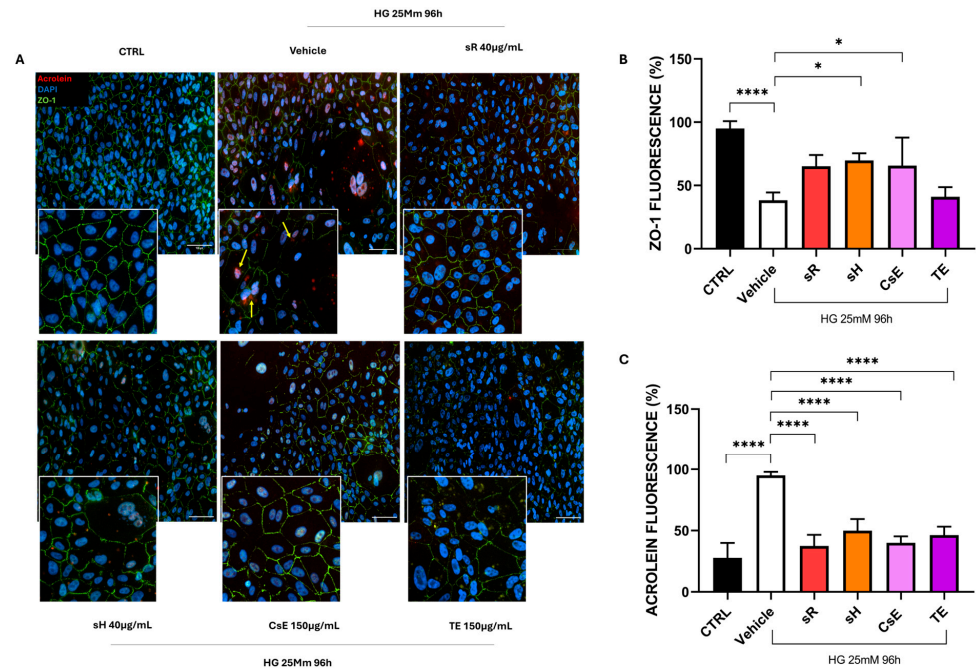 HG 25Mm 96h
A
CTRL
Vehicle
sR 40µg/mL
Acrolein
DAPI
ZO-1
sH 40µg/mL
CsE 150µg/mL
TE 150µg/mL
HG 25Mm 96h
B
ZO-1 FLUORESCENCE (%)
150
100
50
0
****
*
*
CTRL
Vehicle
sR
sH
CsE
TE
HG 25mM 96h
C
ACROLEIN FLUORESCENCE (%)
150
100
50
0
****
****
****
****
****
CTRL
Vehicle
sR
sH
CsE
TE
HG 25mM 96h